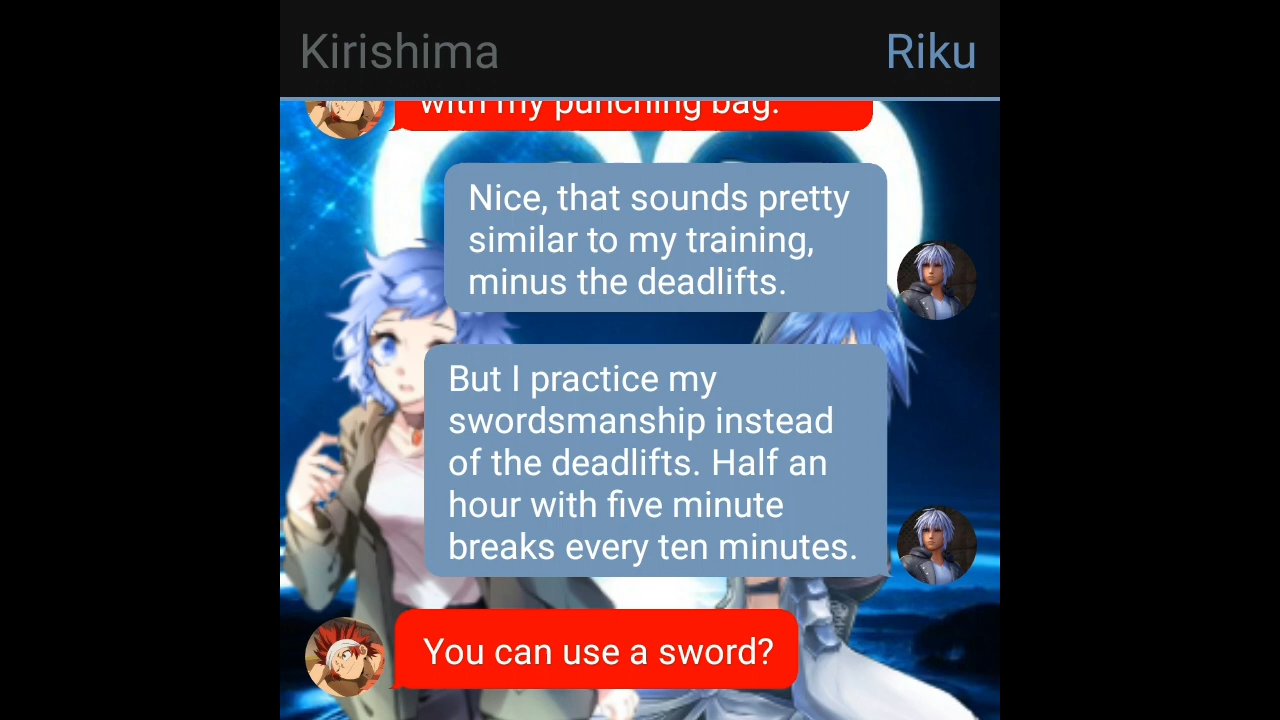 Kirishima Riku
with my punching bag.
Nice, that sounds pretty
similar to my training,
minus the deadlifts.
But I practice my
swordsmanship instead
of the deadlifts. Half an
hour with five minute
breaks every ten minutes.
You can use a sword?